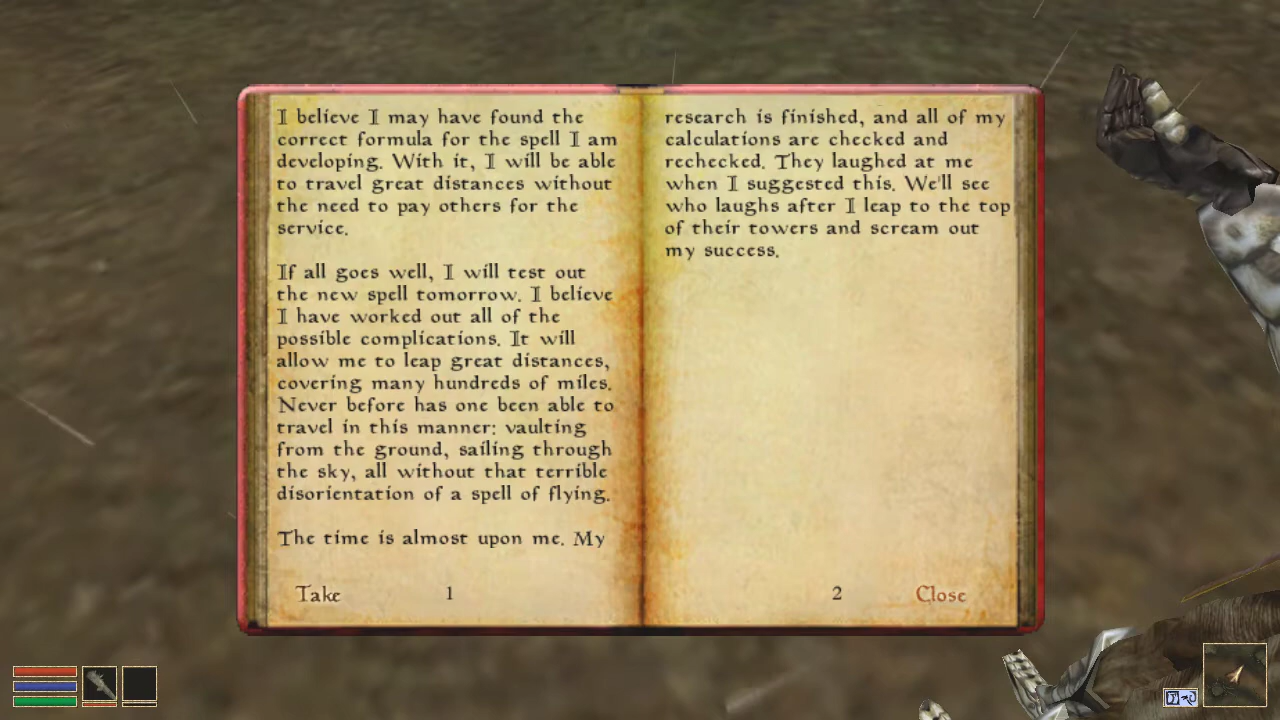 I believe I may have found the
correct formula for the spell I am
developing. With it, I will be able
to travel great distances without
the need to pay others for the
service.
If all goes well, I will test out
the new spell tomorrow. I believe
I have worked out all of the
possible complications. It will
allow me to leap great distances,
covering many hundreds of miles.
Never before has one been able to
travel in this manner: vaulting
from the ground, sailing through
the sky, all without that terrible
disorientation of a spell of flying.
The time is almost upon me. My
Take
1
research is finished, and all of my
calculations are checked and
rechecked. They laughed at me
when I suggested this. We'll see
who laughs after I leap to the top
of their towers and scream out
my success.
2
Close